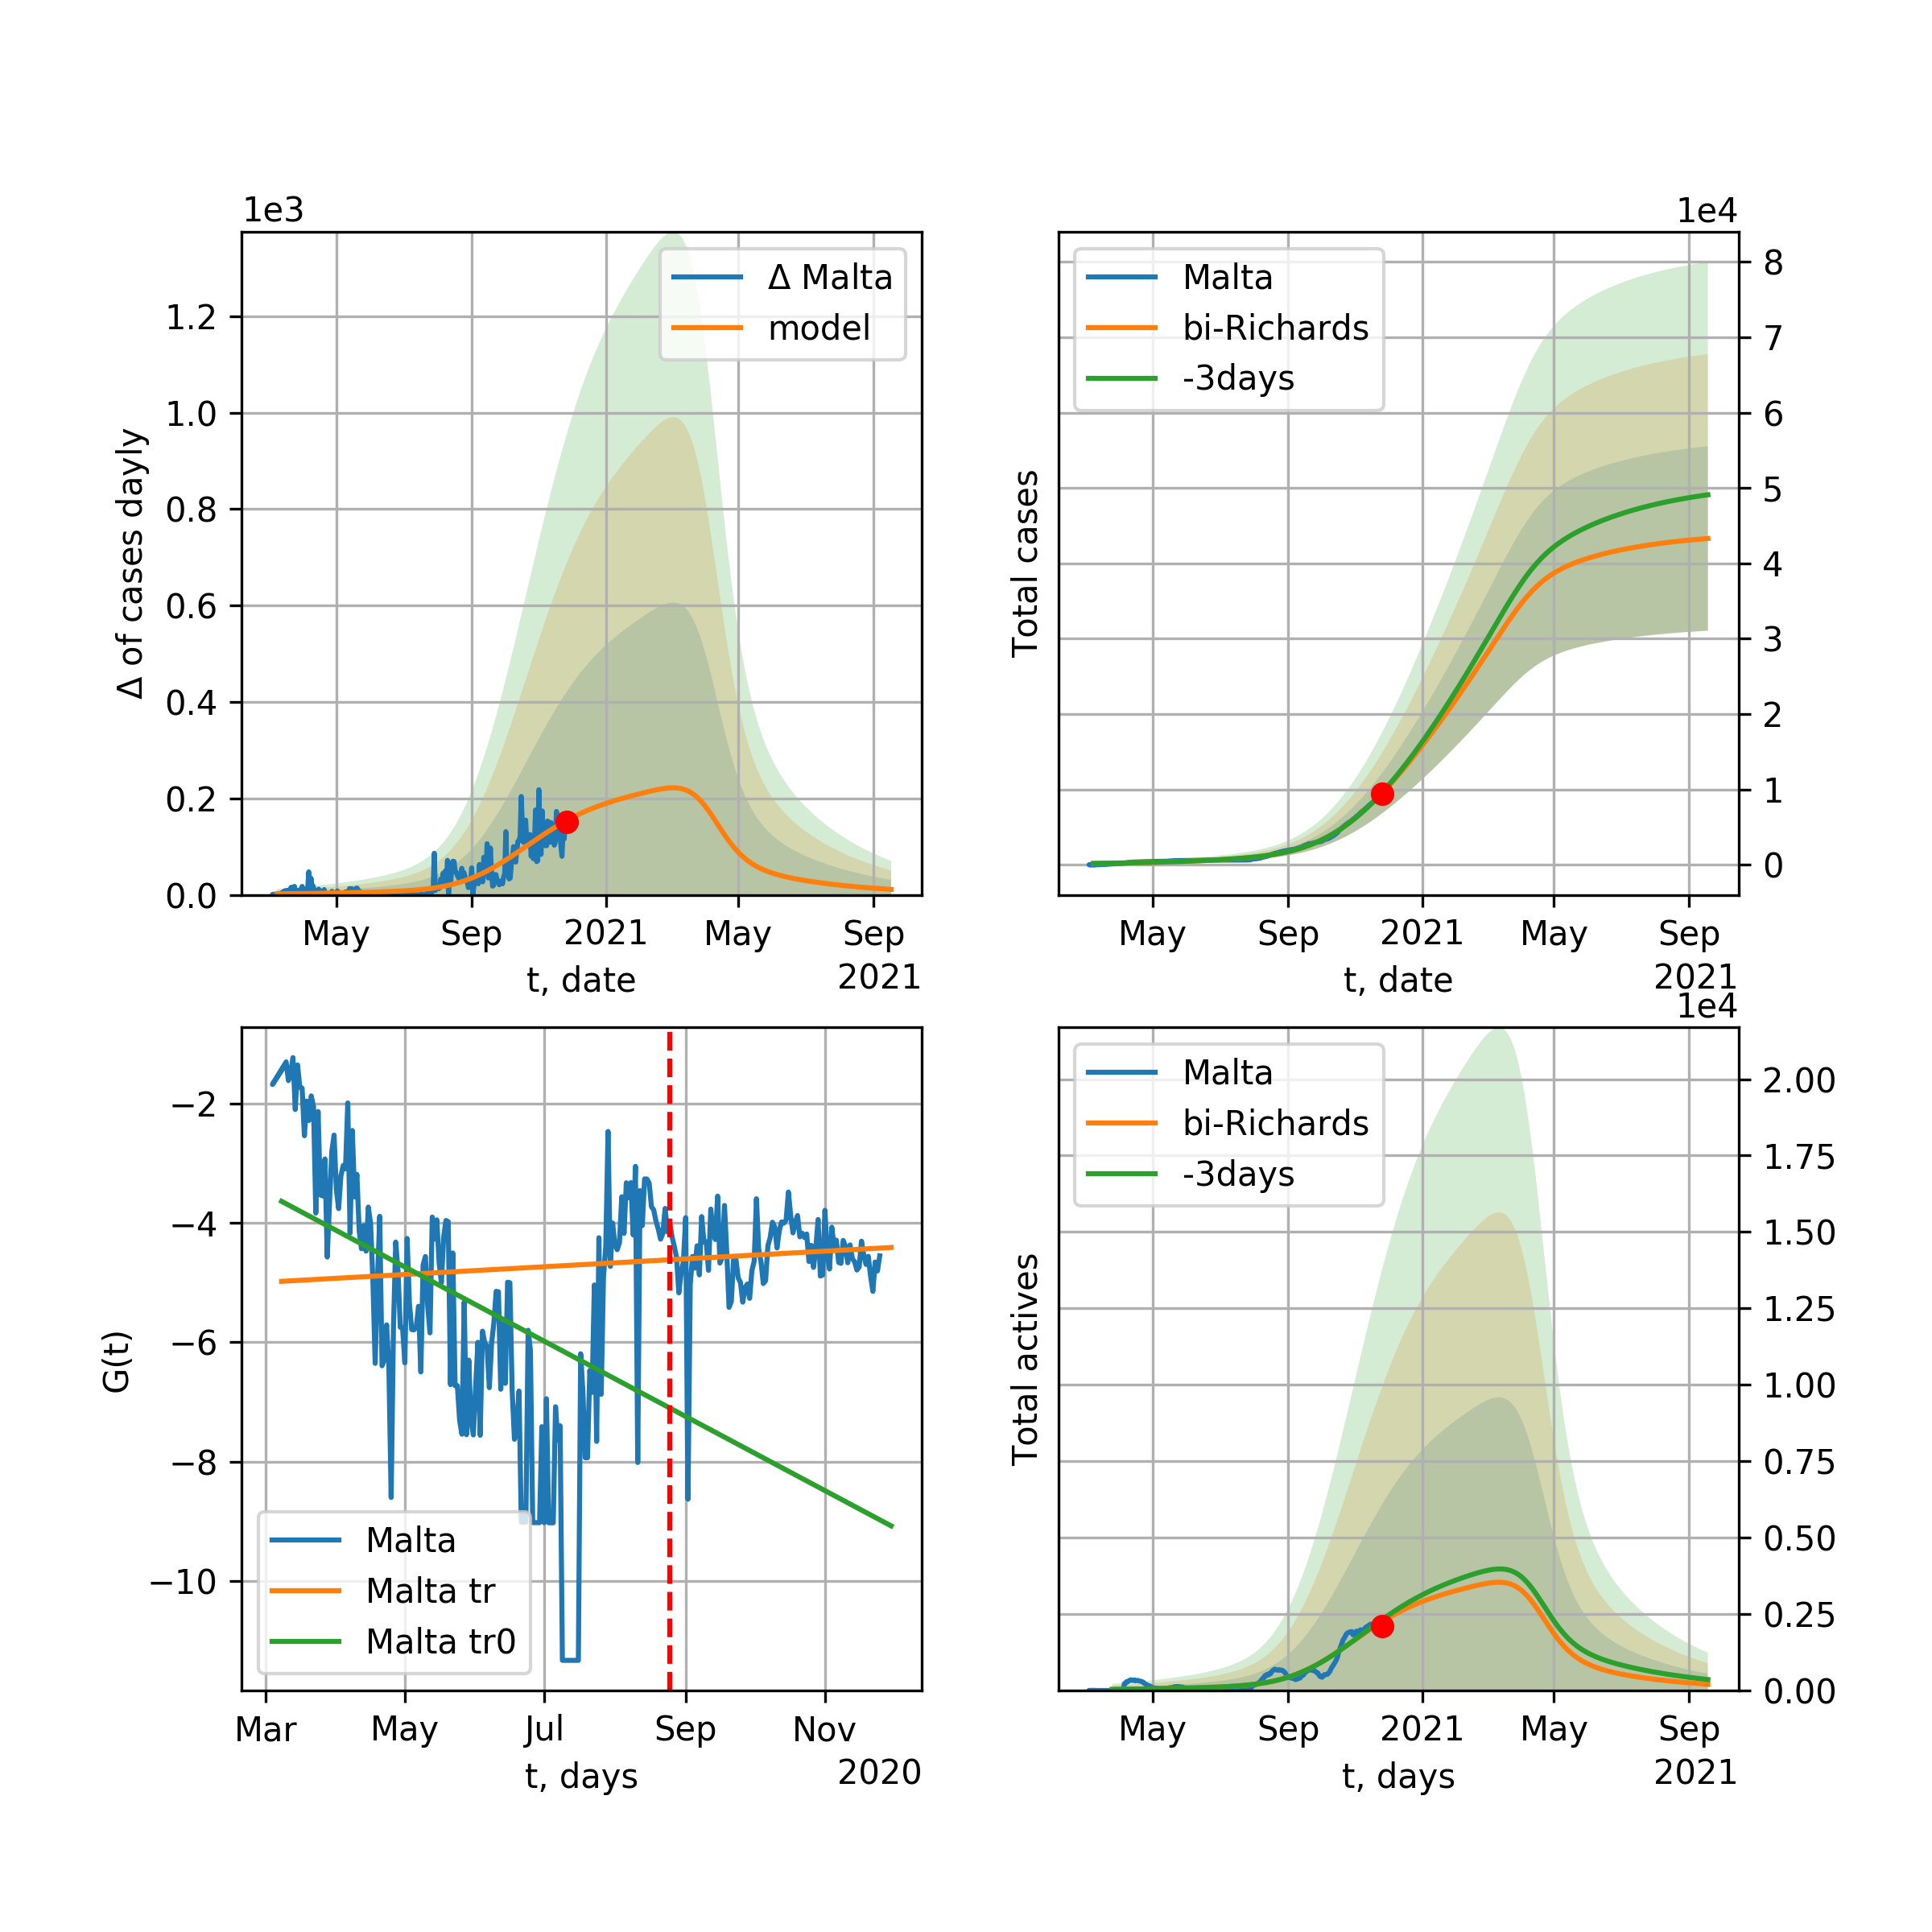 1e3
Δ of cases dayly
1.2
1.0
0.8
0.6
0.4
0.2
0.0
Δ Malta
model
May Sep 2021 May Sep
t, date 2021
1e4
Total cases
Malta
bi-Richards
-3days
8
7
6
5
4
3
2
1
0
May Sep 2021 May Sep
t, date 2021
G(t)
−2
−4
−6
−8
−10
Malta
Malta tr
Malta tr0
Mar May Jul Sep Nov
t, days 2020
1e4
Total actives
Malta
bi-Richards
-3days
2.00
1.75
1.50
1.25
1.00
0.75
0.50
0.25
0.00
May Sep 2021 May Sep
t, days 2021